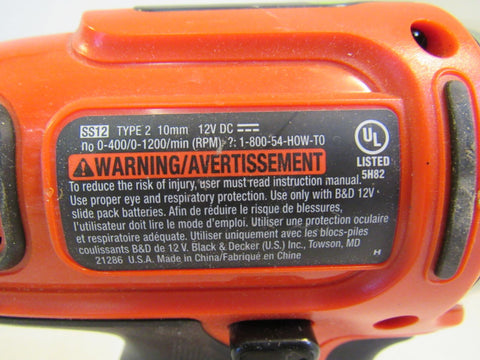 SS12 TYPE 2 10mm 12V DC
no 0-400/0-1200/min (RPM) ?: 1-800-54-HOW-TO
WARNING/AVERTISSEMENT
To reduce the risk of injury, user must read instruction manual.
Use proper eye and respiratory protection. Use only with B&D 12V
slide pack batteries. Afin de réduire le risque de blessures,
l'utilisateur doit lire le mode d'emploi. Utiliser une protection oculaire
et respiratoire adéquate. Utiliser uniquement avec les blocs-piles
coulissants B&D de 12 V. Black & Decker (U.S.) Inc., Towson, MD
21286 U.S.A. Made in China/Fabriqué en Chine
H
UL
LISTED
5H82